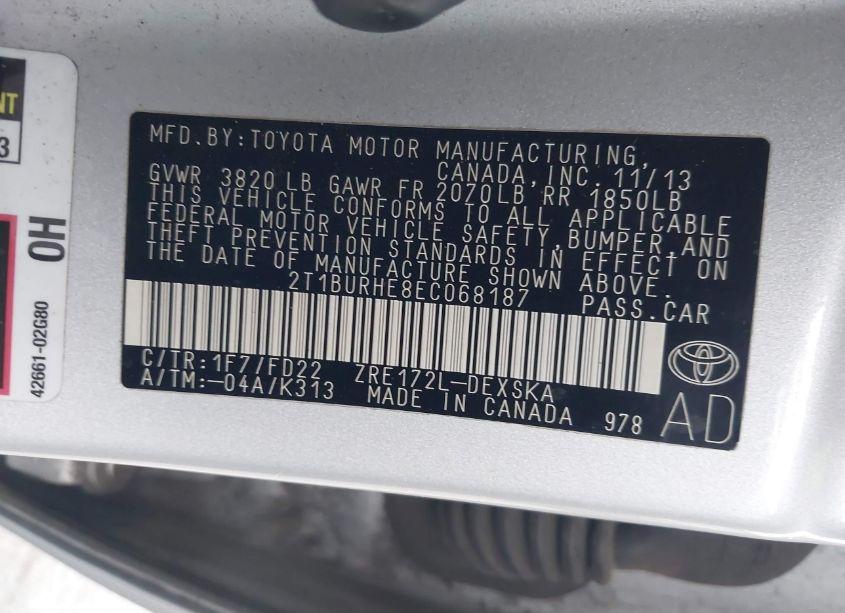 NT
3
OH
42661-02G80
MFD.BY:TOYOTA MOTOR MANUFACTURING,
CANADA,INC. 11/13
GVWR 3820 LB GAWR FR 2070LB RR 1850LB
THIS VEHICLE CONFORMS TO ALL APPLICABLE
FEDERAL MOTOR VEHICLE SAFETY,BUMPER,AND
THEFT PREVENTION STANDARDS IN EFFECT ON
THE DATE OF MANUFACTURE SHOWN ABOVE.
2T1BURHE8EC068187 PASS.CAR
C/TR:1F7/FD22 ZRE172L-DEXSKA
A/TM:-04A/K313 MADE IN CANADA 978 AD